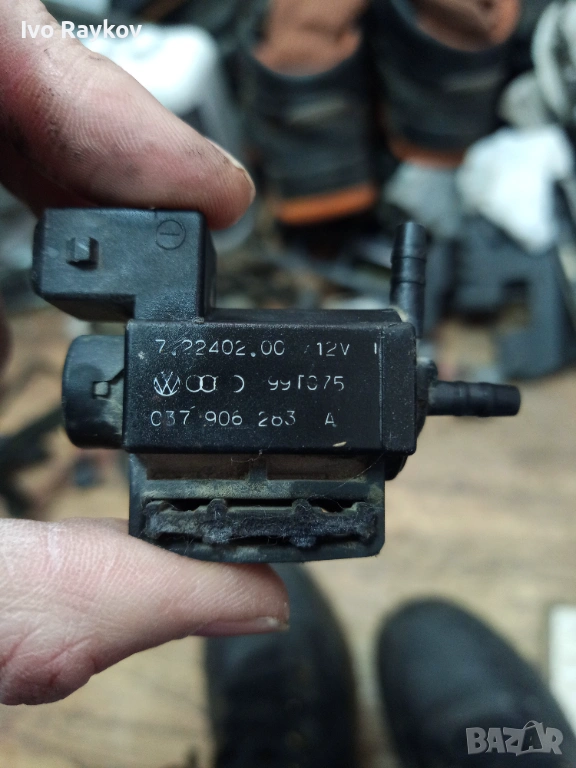 Ivo Ravkov
7.22402.00 12V
99T075
037 906 283 A
BAZAR